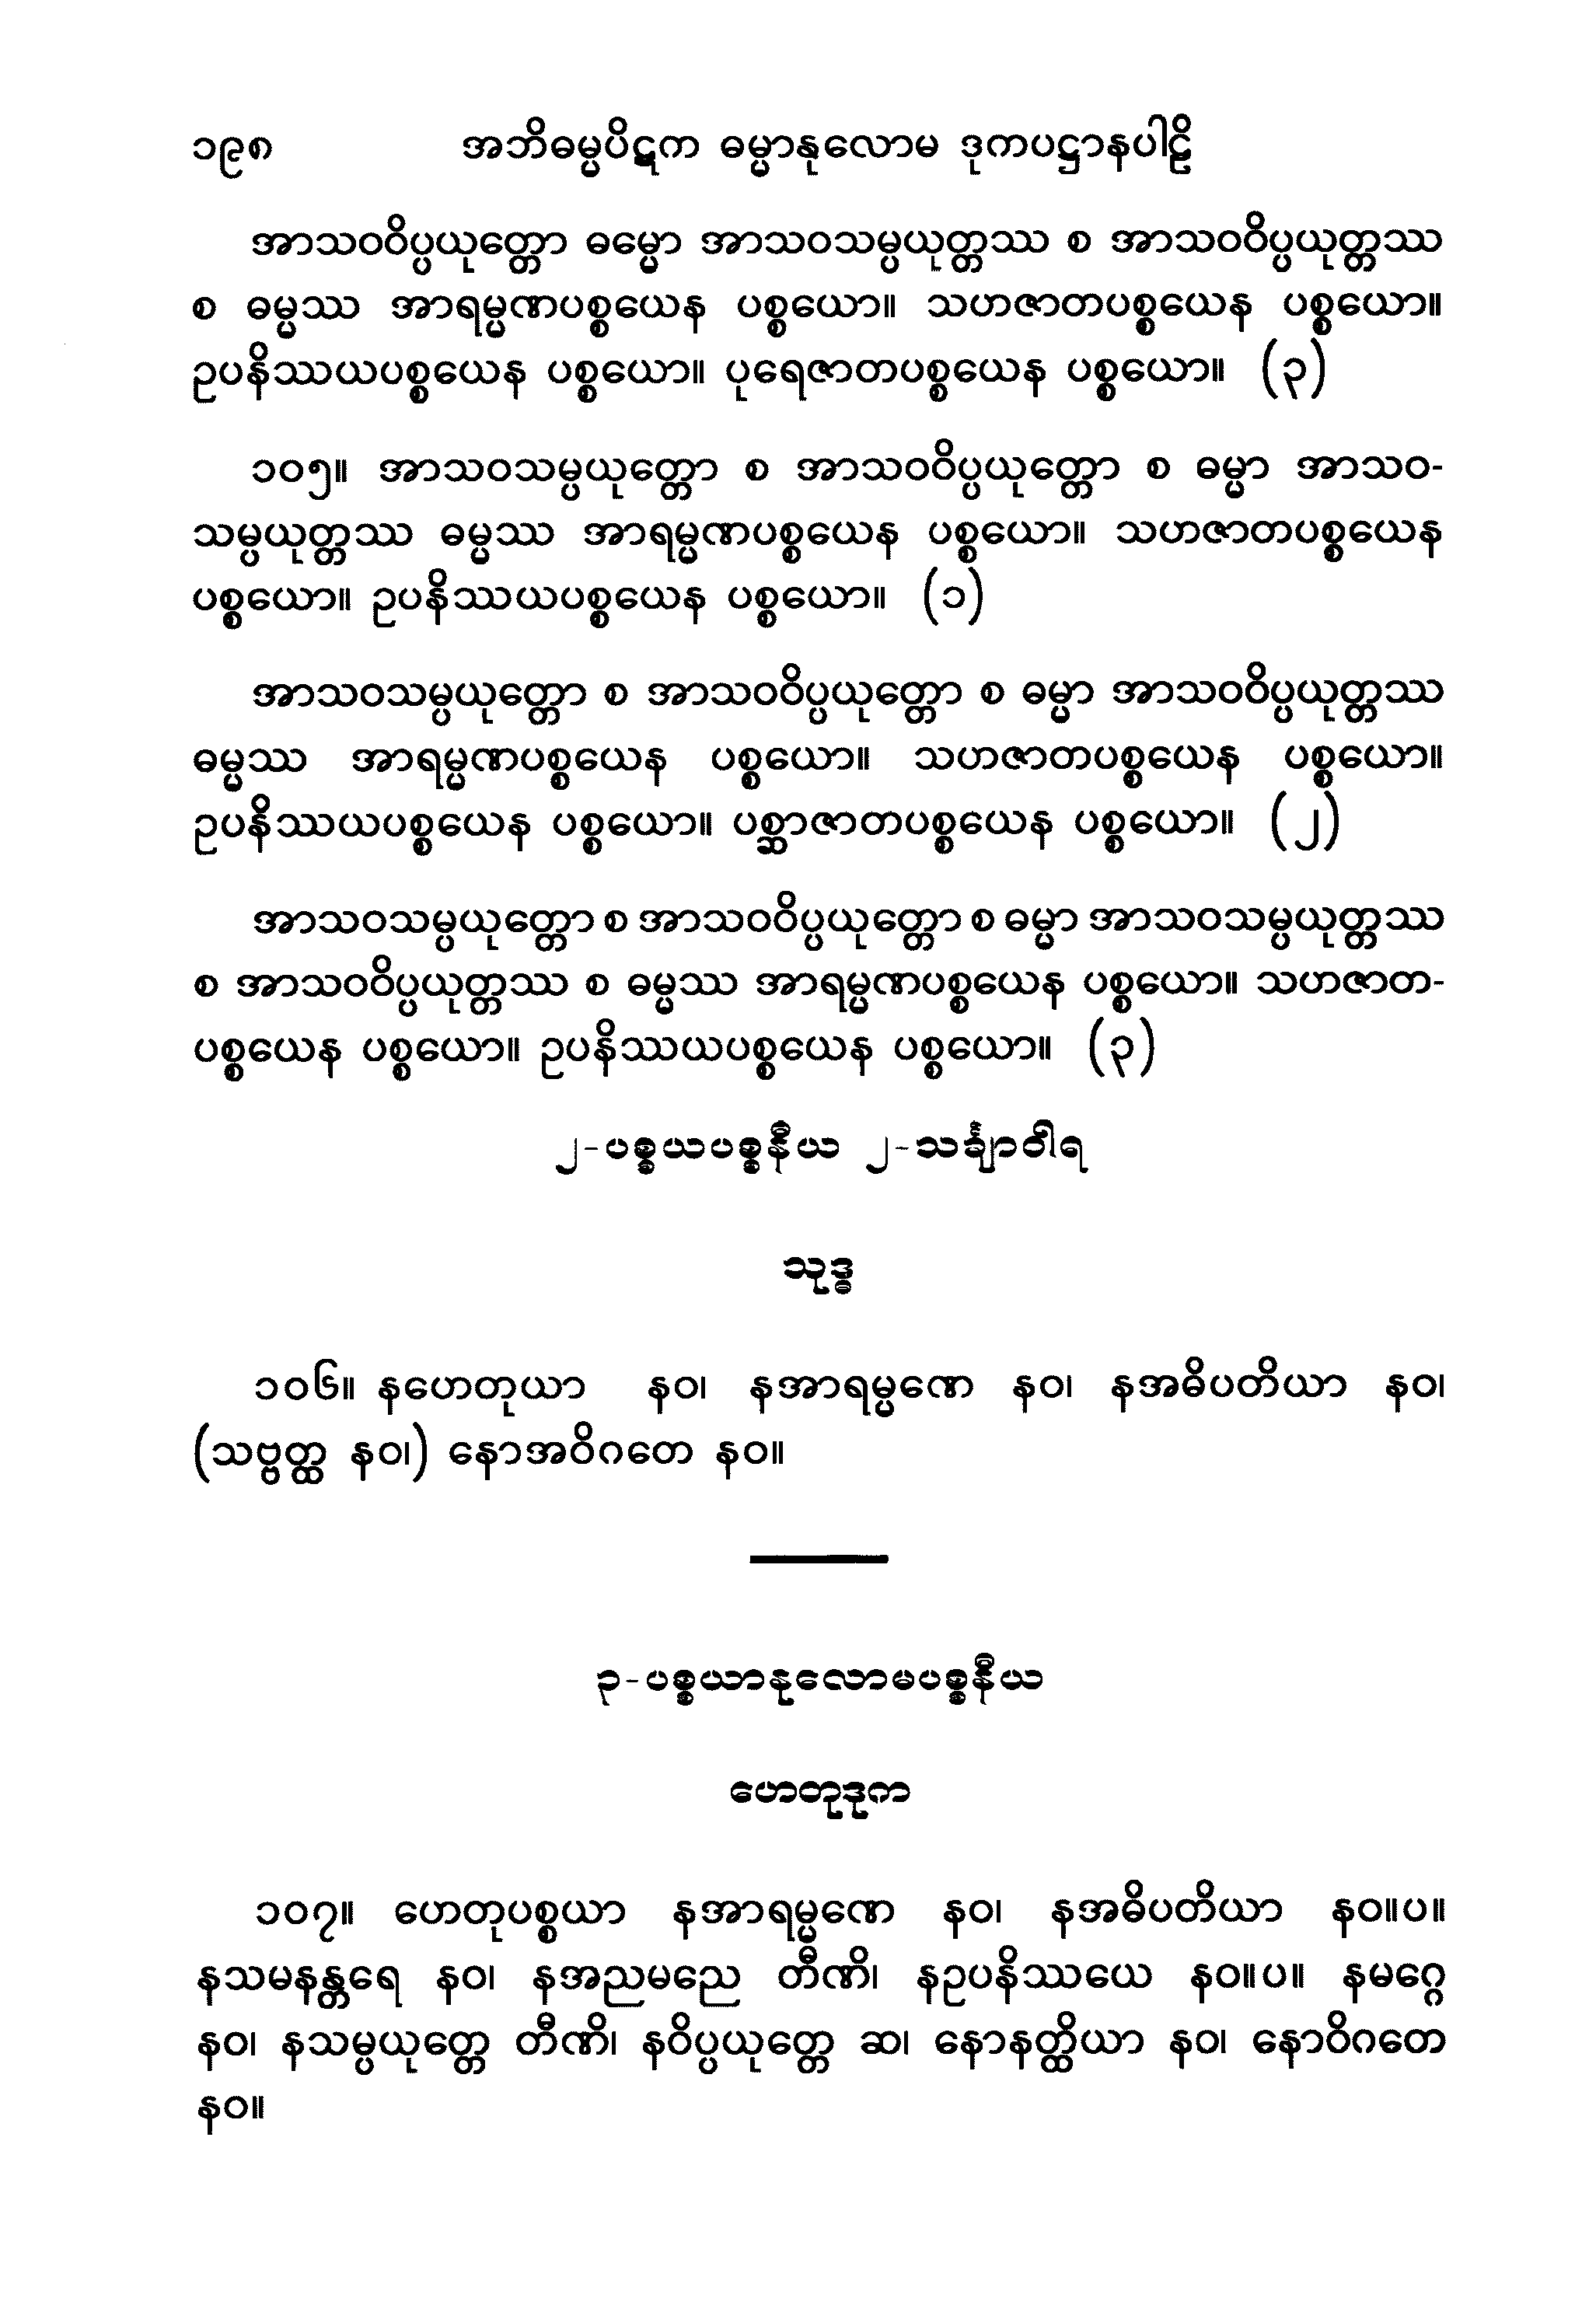 ၁၉၈ အဘိဓမ္မပိဋက ဓမ္မာနုလောမ ဒုကပဋ္ဌာနပါဠိ
အာသဝဝိပ္ပယုတ္တော ဓမ္မော အာသဝသမ္ပယုတ္တဿ စ အာသဝဝိပ္ပယုတ္တဿ
စ ဓမ္မဿ အာရမ္မဏပစ္စယေန ပစ္စယော။ သဟဇာတပစ္စယေန ပစ္စယော။
ဥပနိဿယပစ္စယေန ပစ္စယော။ ပုရေဇာတပစ္စယေန ပစ္စယော။ (၃)
၁၀၅။ အာသဝသမ္ပယုတ္တော စ အာသဝဝိပ္ပယုတ္တော စ ဓမ္မာ အာသဝ-
သမ္ပယုတ္တဿ ဓမ္မဿ အာရမ္မဏပစ္စယေန ပစ္စယော။ သဟဇာတပစ္စယေန
ပစ္စယော။ ဥပနိဿယပစ္စယေန ပစ္စယော။ (၁)
အာသဝသမ္ပယုတ္တော စ အာသဝဝိပ္ပယုတ္တော စ ဓမ္မာ အာသဝဝိပ္ပယုတ္တဿ
ဓမ္မဿ အာရမ္မဏပစ္စယေန ပစ္စယော။ သဟဇာတပစ္စယေန ပစ္စယော။
ဥပနိဿယပစ္စယေန ပစ္စယော။ ပစ္ဆာဇာတပစ္စယေန ပစ္စယော။ (၂)
အာသဝသမ္ပယုတ္တော စ အာသဝဝိပ္ပယုတ္တော စ ဓမ္မာ အာသဝသမ္ပယုတ္တဿ
စ အာသဝဝိပ္ပယုတ္တဿ စ ဓမ္မဿ အာရမ္မဏပစ္စယေန ပစ္စယော။ သဟဇာတ-
ပစ္စယေန ပစ္စယော။ ဥပနိဿယပစ္စယေန ပစ္စယော။ (၃)
၂-ပစ္စယပစ္စနီယ ၂-သင်္ချာဝါရ
သုဒ္ဓ
၁၀၆။ နဟေတုယာ နဝ၊ နအာရမ္မဏေ နဝ၊ နအဓိပတိယာ နဝ၊
(သဗ္ဗတ္ထ နဝ၊) နောအဝိဂတေ နဝ။
၃-ပစ္စယာနုလောမပစ္စနီယ
ဟေတုဒုက
၁၀၇။ ဟေတုပစ္စယာ နအာရမ္မဏေ နဝ၊ နအဓိပတိယာ နဝ။ပ။
နသမနန္တရေ နဝ၊ နအညမညေ တီဏိ၊ နဥပနိဿယေ နဝ။ပ။ နမဂ္ဂေ
နဝ၊ နသမ္ပယုတ္တေ တီဏိ၊ နဝိပ္ပယုတ္တေ ဆ၊ နောနတ္ထိယာ နဝ၊ နောဝိဂတေ
နဝ။